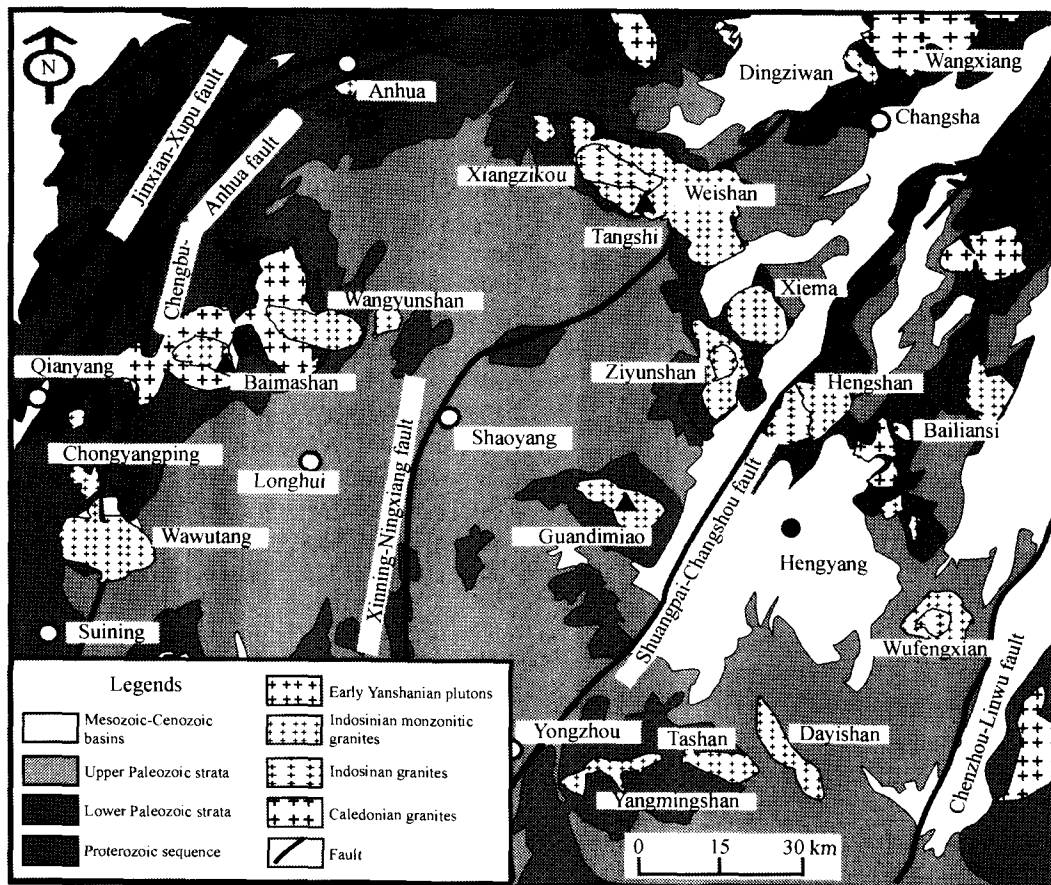 N
Jinxian-Xupu fault
Anhua
Chengbu-
Anhua fault
Dingziwan
Wangxiang
Changsha
Xiangzikou
Weishan
Tangshi
Wangyunshan
Xiema
Qianyang
Baimashan
Ziyunshan
Hengshan
Xinning-Ningxiang fault
Shaoyang
Bailiansi
Chongyangping
Longhui
Shuangpai-Changshou fault
Wawutang
Guandimiao
Hengyang
Suining
Wufengxian
Chenzhou-Linwu fault
Yongzhou
Tashan
Dayishan
Yangmingshan
Legends
Mesozoic-Cenozoic
basins
Upper Paleozoic strata
Lower Paleozoic strata
Proterozoic sequence
Early Yanshanian plutons
Indosinian monzonitic
granites
Indosinan granites
Caledonian granites
Fault
0 15 30 km